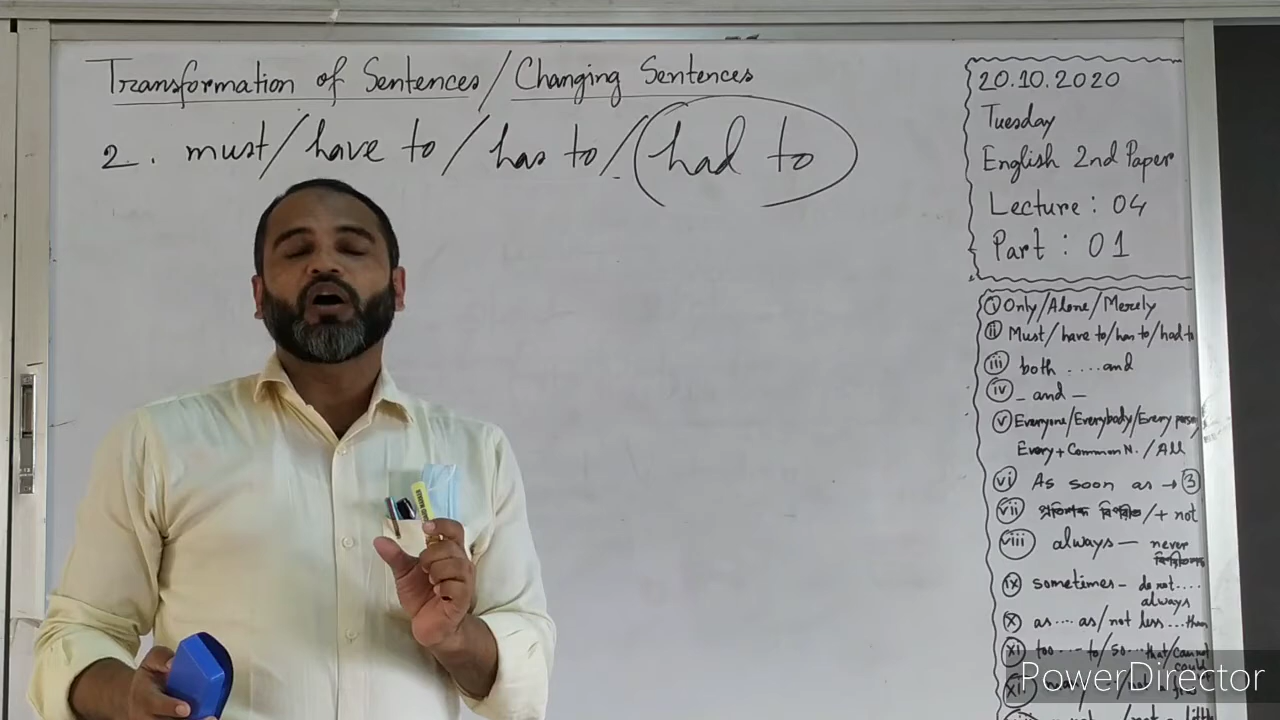 Transformation of Sentences/Changing Sentences
2. must/have to/has to/had to
20.10.2020
Tuesday
English 2nd Paper
Lecture: 04
Part: 01
(i) Only/Alone/Merely
(ii) Must/have to/has to/had to
(iii) both ....and
(iv) _ and _
(v) Everyone/Everybody/Every person
Every + Common N./All
(vi) As soon as → 3
(vii) /+ not
(viii) always — never
(ix) sometimes - do not....
always
(x) as....as/not less...than
(xi) too....to/so...that/cannot
could
PowerDirector